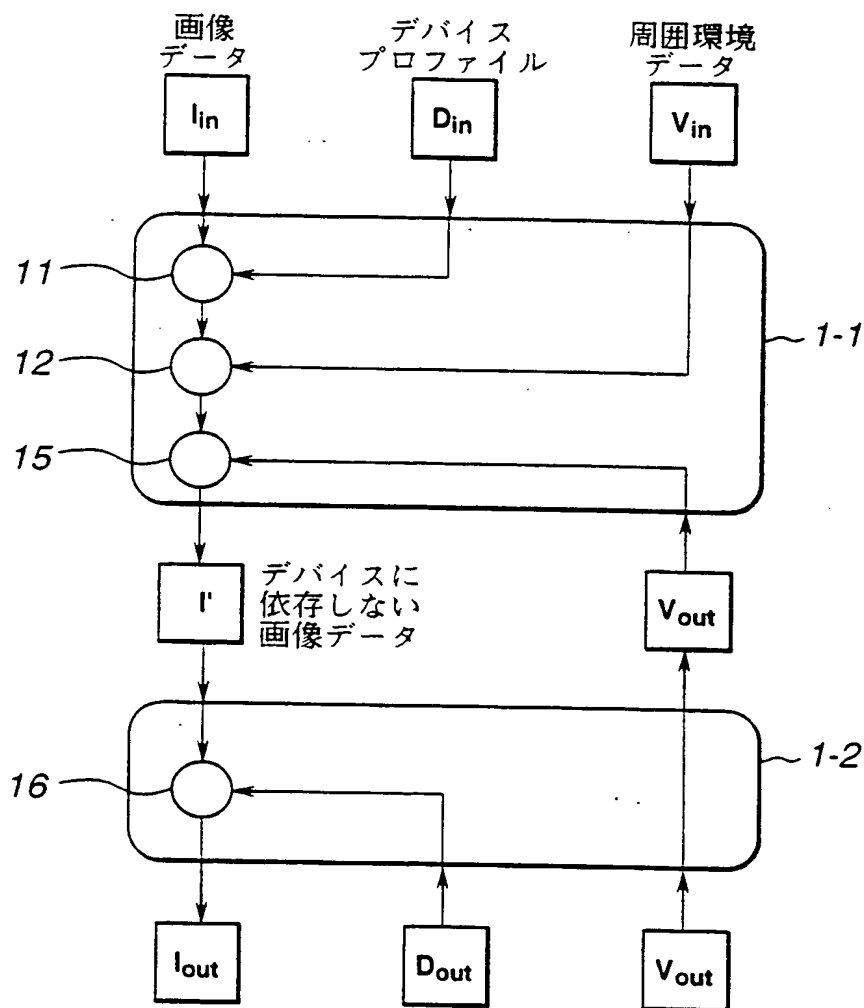 画像
データ
デバイス
プロファイル
周囲環境
データ
Iin
Din
Vin
11
12
15
1-1
I'
デバイスに
依存しない
画像データ
Vout
16
1-2
Iout
Dout
Vout